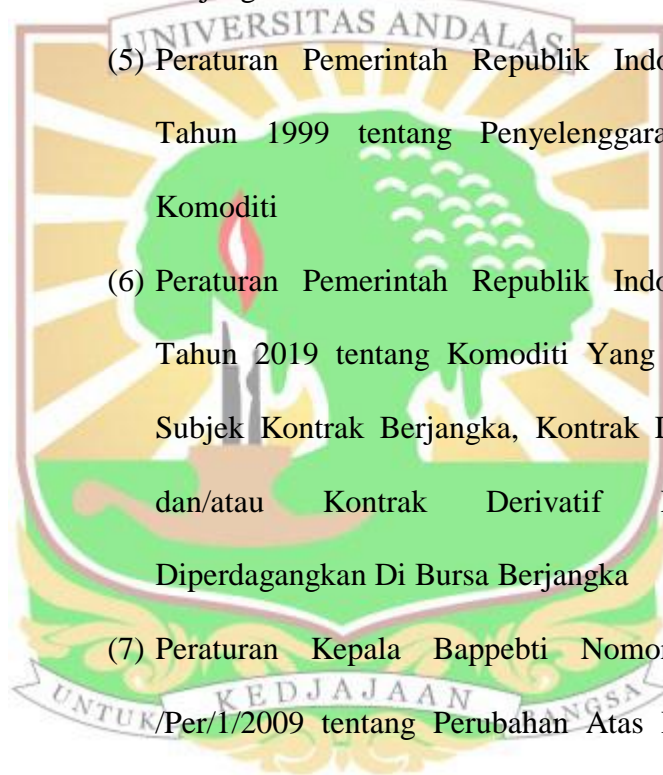 UNIVERSITAS ANDALAS
(5) Peraturan Pemerintah Republik Indo
Tahun 1999 tentang Penyelenggara
Komoditi
(6) Peraturan Pemerintah Republik Indo
Tahun 2019 tentang Komoditi Yang
Subjek Kontrak Berjangka, Kontrak
dan/atau Kontrak Derivatif
Diperdagangkan Di Bursa Berjangka
(7) Peraturan Kepala Bappebti Nomor
/Per/1/2009 tentang Perubahan Atas
UNTUK KEDJAJAAN BANGSA